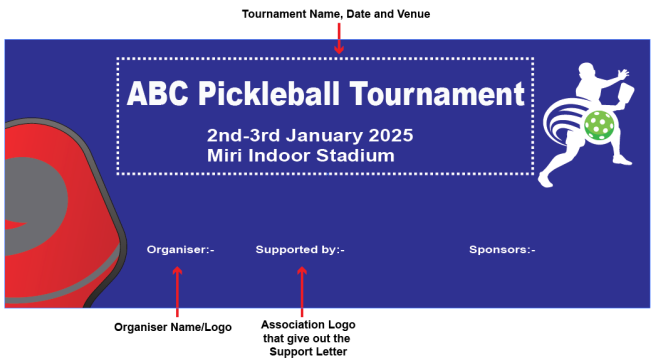 Tournament Name, Date and Venue
ABC Pickleball Tournament
2nd-3rd January 2025
Miri Indoor Stadium
Organiser:- Supported by:- Sponsors:-
Organiser Name/Logo
Association Logo
that give out the
Support Letter